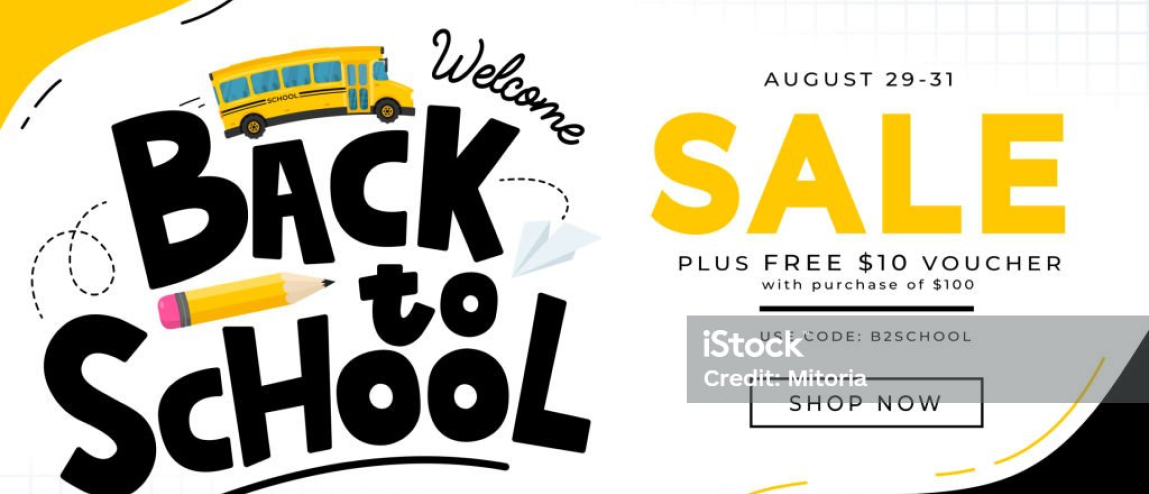 Welcome
SCHOOL
BACK
to
SCHOOL
AUGUST 29-31
SALE
PLUS FREE $10 VOUCHER
with purchase of $100
USE CODE: B2SCHOOL
iStock
Credit: Mitoria
SHOP NOW